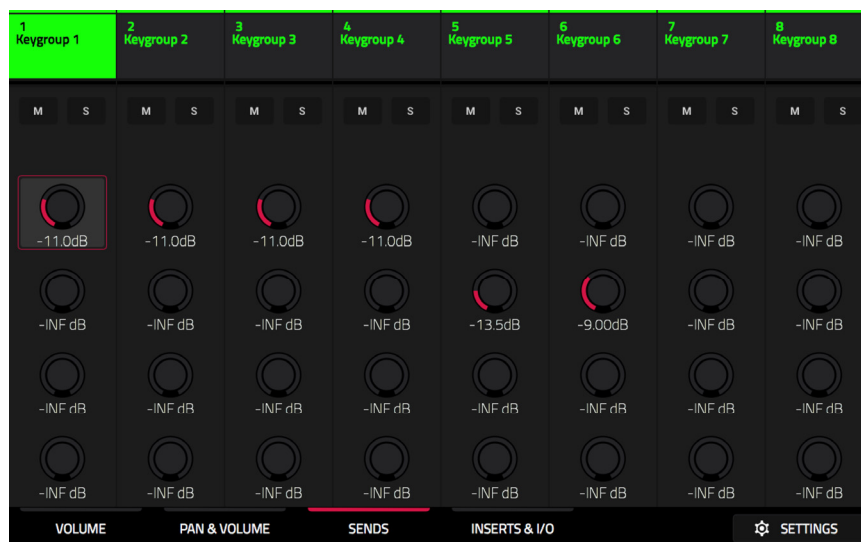 1 2 3 4 5 6 7 8
Keygroup 1 Keygroup 2 Keygroup 3 Keygroup 4 Keygroup 5 Keygroup 6 Keygroup 7 Keygroup 8
M S M S M S M S M S M S M S M S
-11.0dB -11.0dB -11.0dB -11.0dB -INF dB -INF dB -INF dB -INF dB
-INF dB -INF dB -INF dB -INF dB -13.5dB -9.00dB -INF dB -INF dB
-INF dB -INF dB -INF dB -INF dB -INF dB -INF dB -INF dB -INF dB
-INF dB -INF dB -INF dB -INF dB -INF dB -INF dB -INF dB -INF dB
VOLUME PAN & VOLUME SENDS INSERTS & I/O SETTINGS